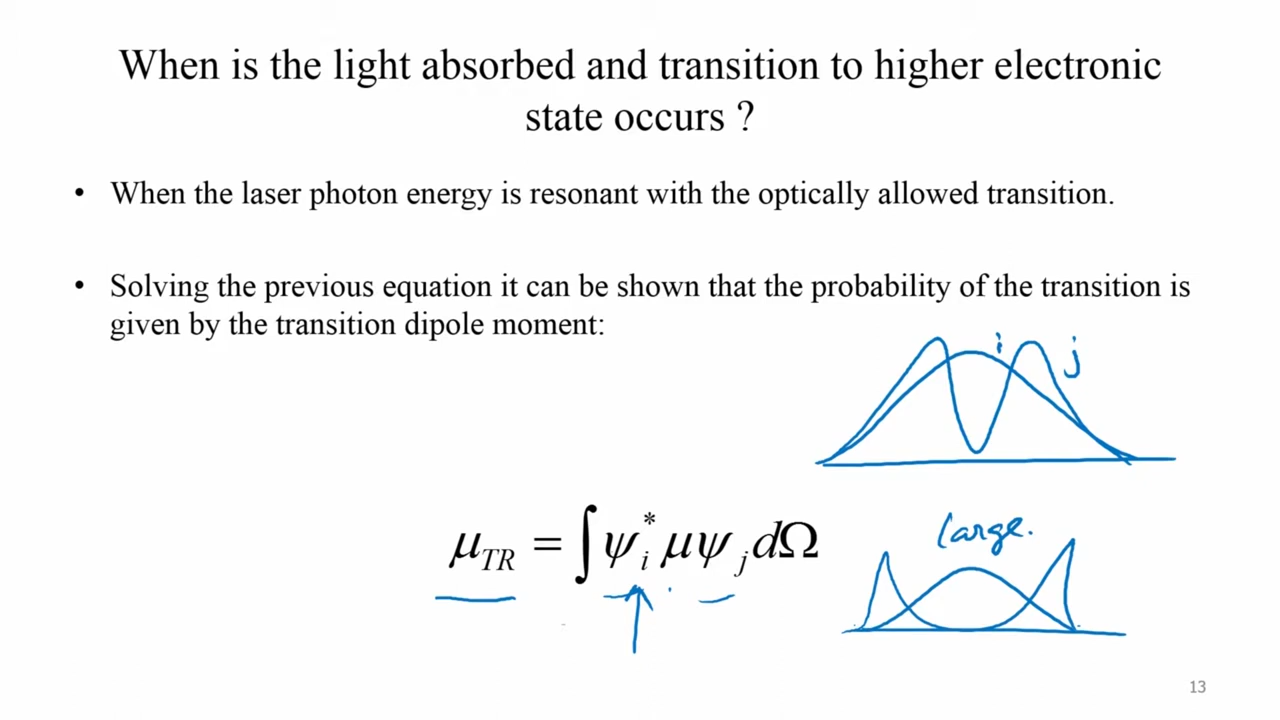 When is the light absorbed and transition to higher electronic
state occurs ?
• When the laser photon energy is resonant with the optically allowed transition.
• Solving the previous equation it can be shown that the probability of the transition is
given by the transition dipole moment:
i
j
large.
μ_TR = ∫ψ_i^* μψ_j dΩ
13